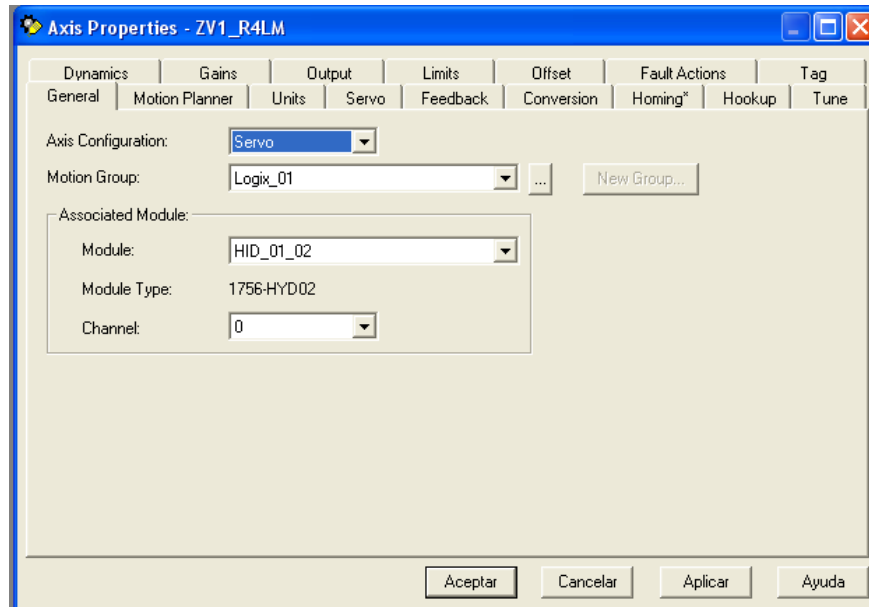 Axis Properties - ZV1_R4LM
Dynamics Gains Output Limits Offset Fault Actions Tag
General Motion Planner Units Servo Feedback Conversion Homing* Hookup Tune
Axis Configuration: Servo
Motion Group: Logix_01 ... New Group...
Associated Module:
Module: HID_01_02
Module Type: 1756-HYD02
Channel: 0
Aceptar Cancelar Aplicar Ayuda